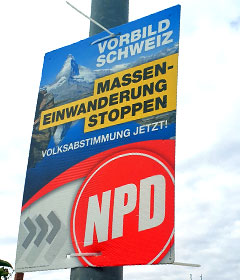 VORBILD
SCHWEIZ
MASSEN-
EINWANDERUNG
STOPPEN
VOLKSABSTIMMUNG JETZT!
NPD